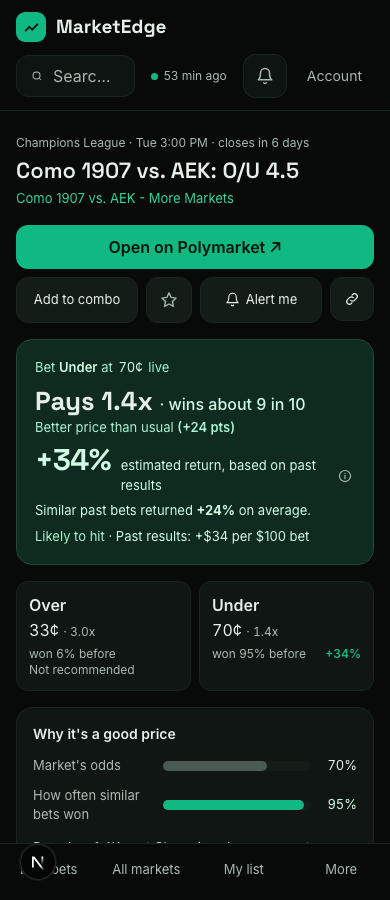 MarketEdge
Searc...
53 min ago
Account
Champions League · Tue 3:00 PM · closes in 6 days
Como 1907 vs. AEK: O/U 4.5
Como 1907 vs. AEK - More Markets
Open on Polymarket ↗
Add to combo
Alert me
Bet Under at 70¢ live
Pays 1.4x · wins about 9 in 10
Better price than usual (+24 pts)
+34% estimated return, based on past
results
Similar past bets returned +24% on average.
Likely to hit · Past results: +$34 per $100 bet
Over
33¢ · 3.0x
won 6% before
Not recommended
Under
70¢ · 1.4x
won 95% before +34%
Why it's a good price
Market's odds 70%
How often similar
bets won 95%
N
bets
All markets
My list
More